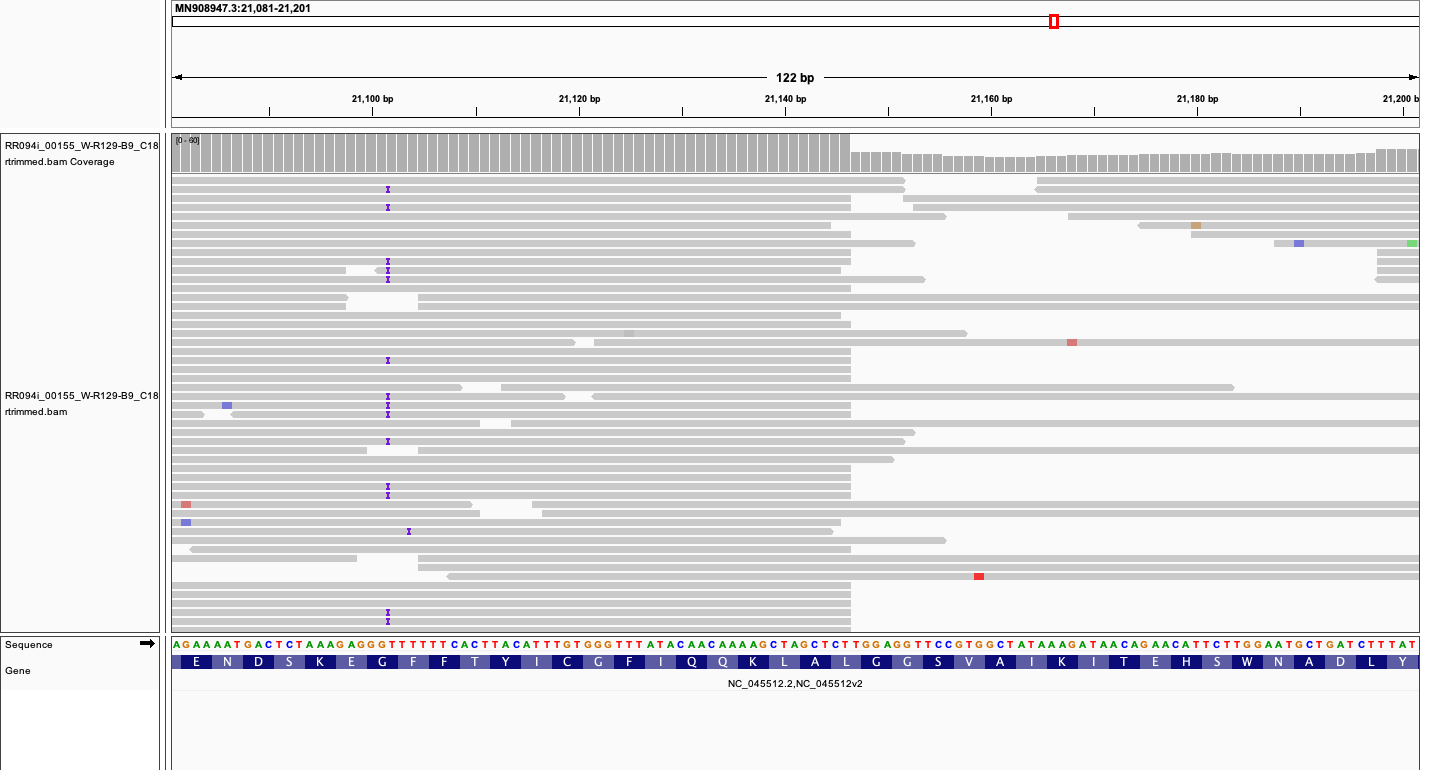 MN908947.3:21,081-21,201
122 bp
21,100 bp 21,120 bp 21,140 bp 21,160 bp 21,180 bp 21,200 b
[0 - 60]
RR094i_00155_W-R129-B9_C18
rtrimmed.bam Coverage
RR094i_00155_W-R129-B9_C18
rtrimmed.bam
Sequence
AGAAAATGACTCTAAAGAGGGTTTTTTCACTTACATTTGTGGGTTTATACAACAAAAGCTAGCTCTTGGAGGTTCCGTGGCTATAAAGATAACAGAACATTCTTGGAATGCTGATCTTTAT
Gene
E N D S K E G F F T Y I C G F I Q Q K L A L G G S V A I K I T E H S W N A D L Y
NC_045512.2,NC_045512v2